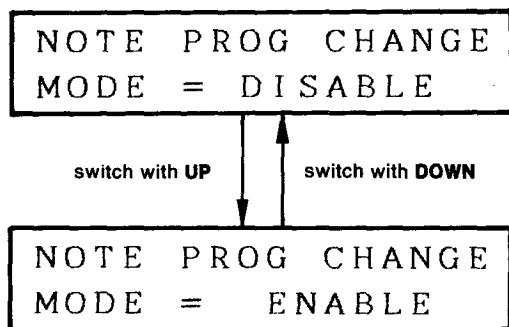 NOTE PROG CHANGE
MODE = DISABLE
switch with UP
switch with DOWN
NOTE PROG CHANGE
MODE = ENABLE